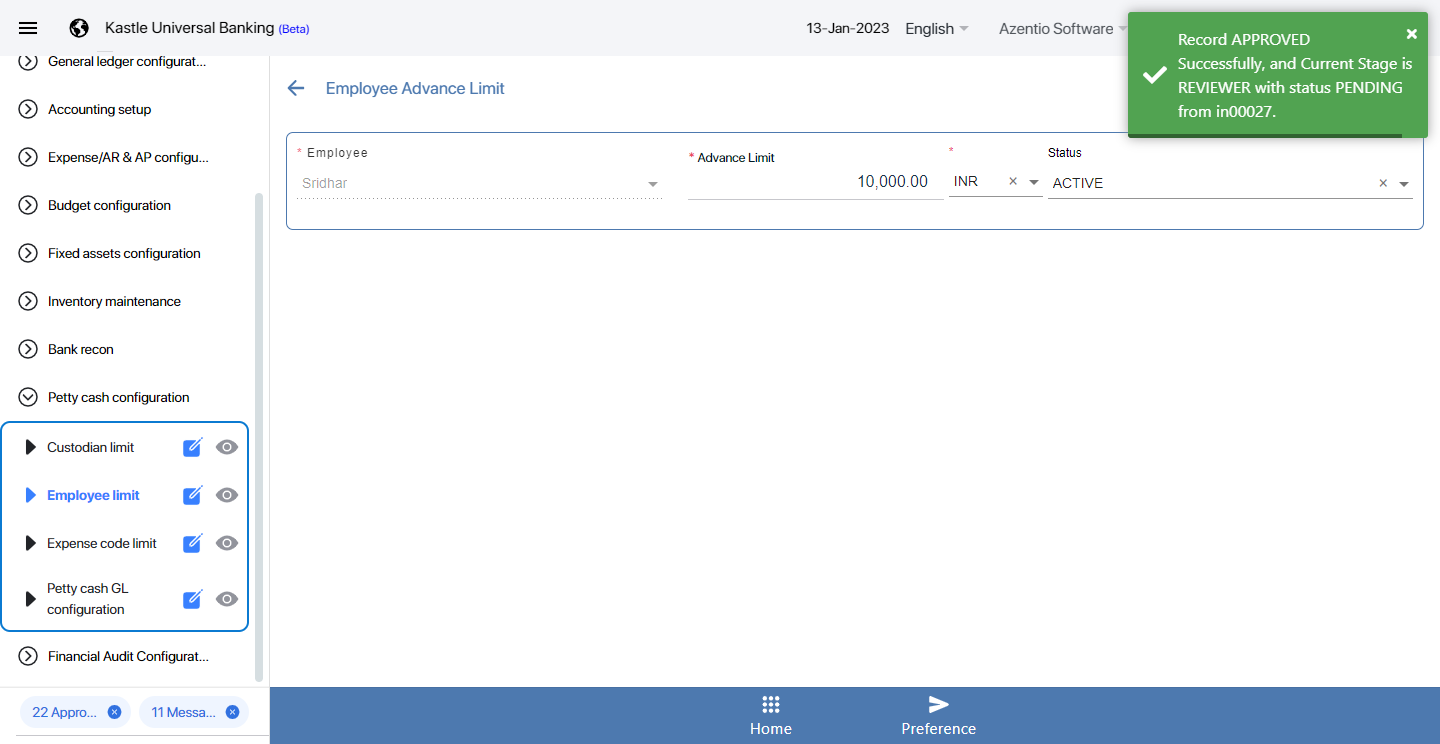 Kastle Universal Banking (Beta)
13-Jan-2023
English
Azentio Software
Record APPROVED
Successfully, and Current Stage is
REVIEWER with status PENDING
from in00027.
General ledger configurat...
Accounting setup
Expense/AR & AP configu...
Budget configuration
Fixed assets configuration
Inventory maintenance
Bank recon
Petty cash configuration
Custodian limit
Employee limit
Expense code limit
Petty cash GL
configuration
Financial Audit Configurat...
22 Appro...
11 Messa...
Employee Advance Limit
* Employee
Sridhar
* Advance Limit
10,000.00
*
INR
Status
ACTIVE
Home
Preference